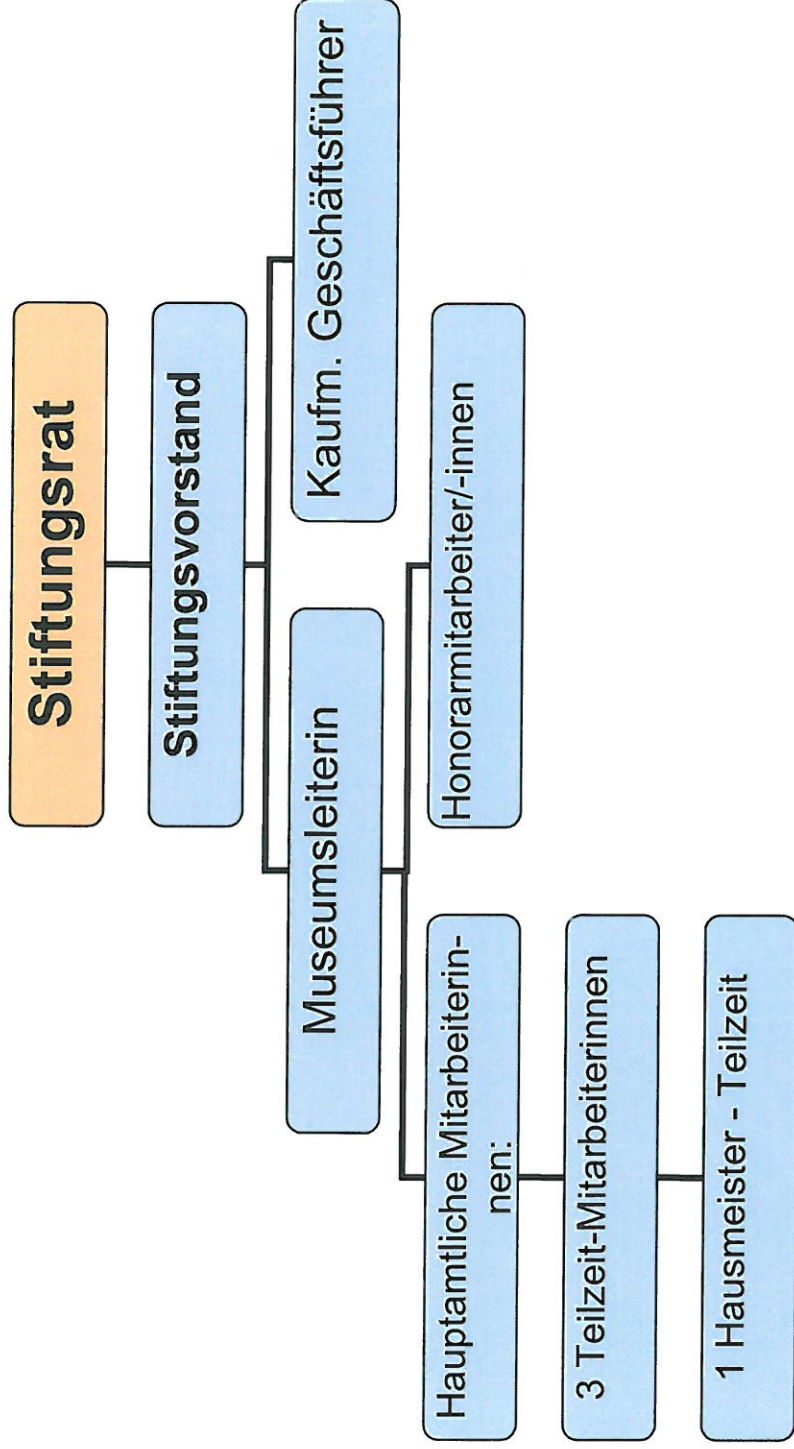 Stiftungsrat
Stiftungsvorstand
Museumsleiterin
Kaufm. Geschäftsführer
Hauptamtliche Mitarbeiterin-
nen:
Honorarmitarbeiter/-innen
3 Teilzeit-Mitarbeiterinnen
1 Hausmeister - Teilzeit